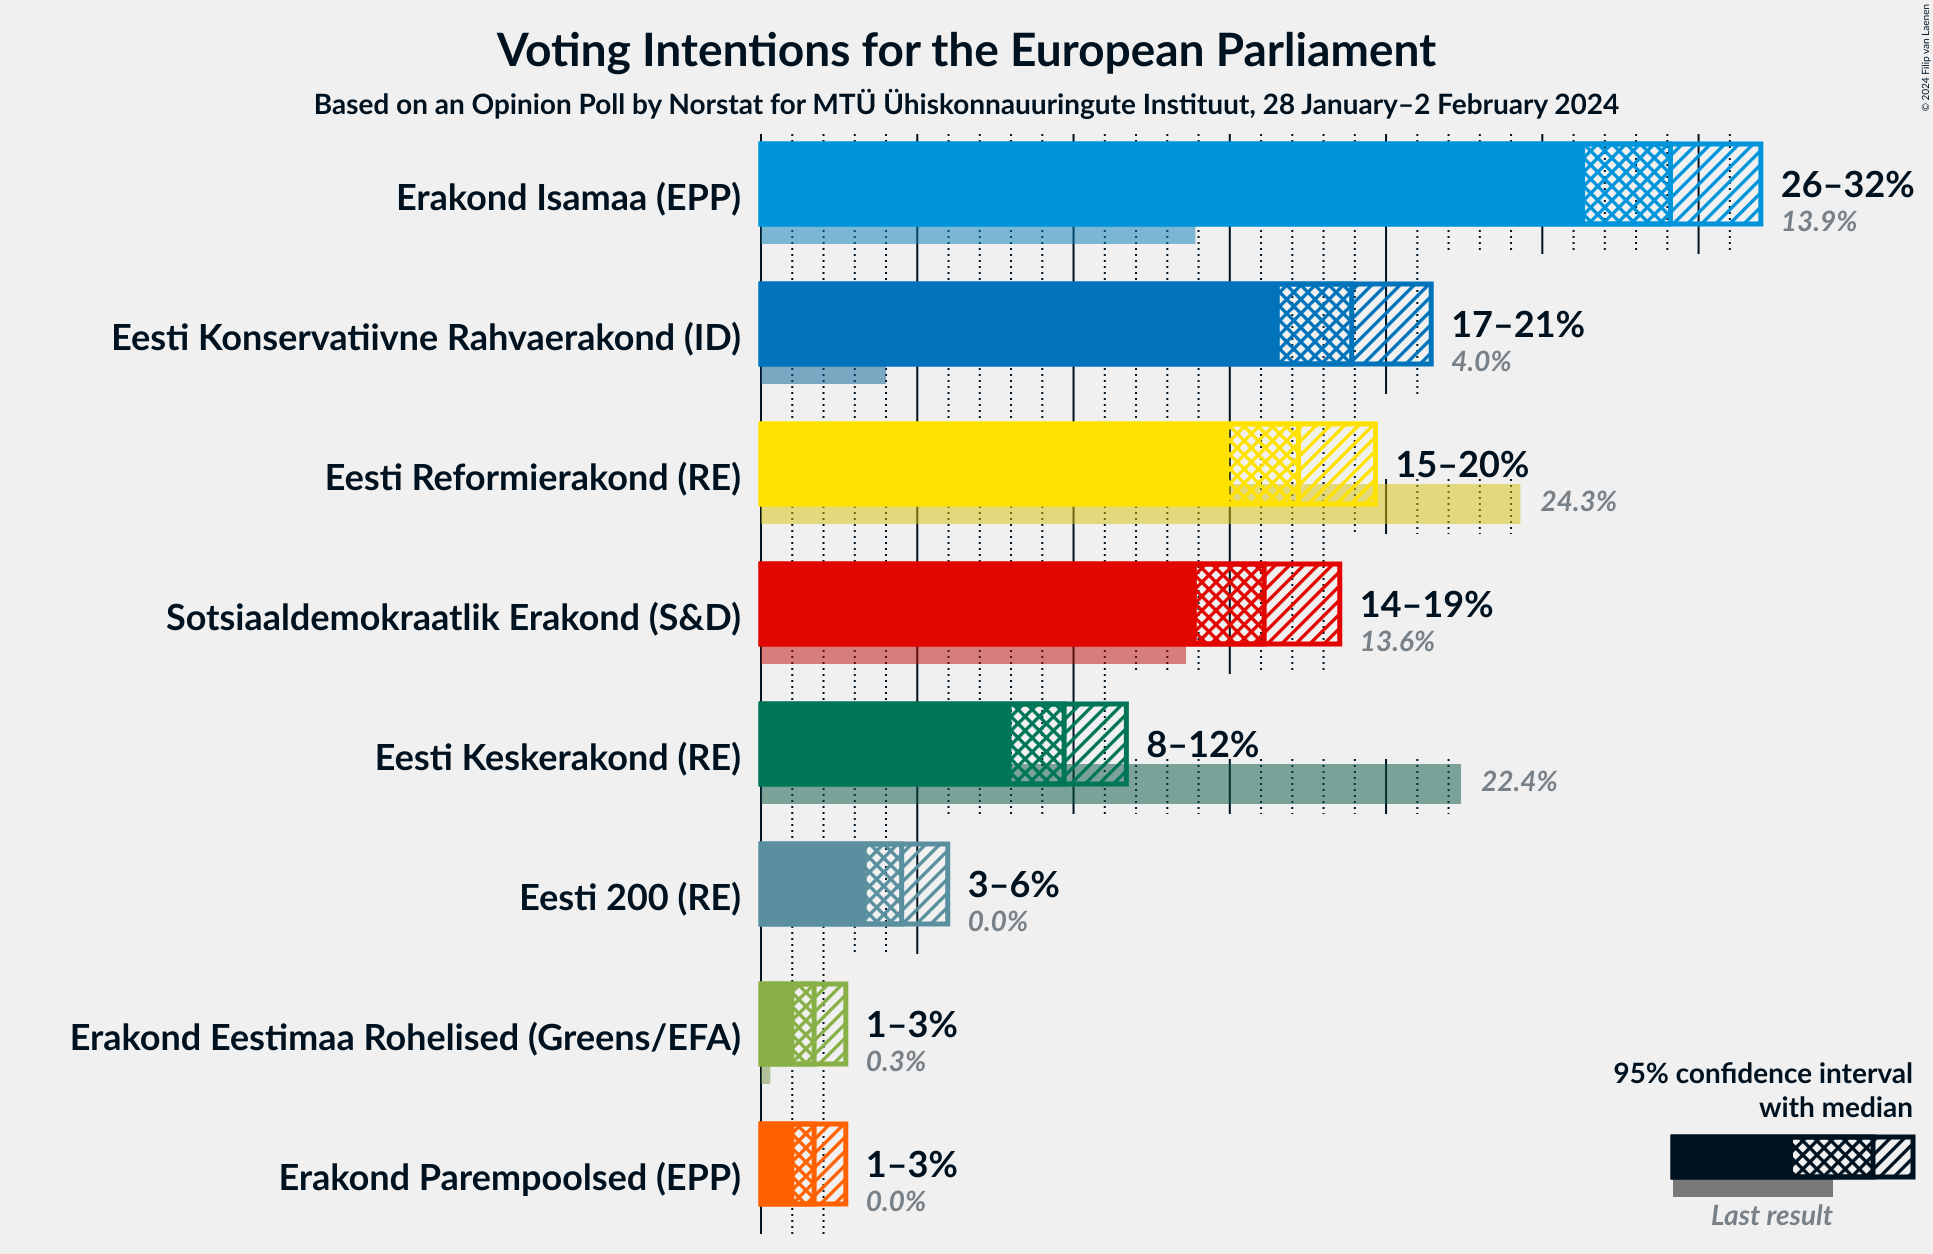 Voting Intentions for the European Parliament
Based on an Opinion Poll by Norstat for MTÜ Ühiskonnauuringute Instituut, 28 January–2 February 2024
© 2024 Filip van Laenen
Erakond Isamaa (EPP)
26–32%
13.9%
Eesti Konservatiivne Rahvaerakond (ID)
17–21%
4.0%
Eesti Reformierakond (RE)
15–20%
24.3%
Sotsiaaldemokraatlik Erakond (S&D)
14–19%
13.6%
Eesti Keskerakond (RE)
8–12%
22.4%
Eesti 200 (RE)
3–6%
0.0%
Erakond Eestimaa Rohelised (Greens/EFA)
1–3%
0.3%
Erakond Parempoolsed (EPP)
1–3%
0.0%
95% confidence interval
with median
Last result